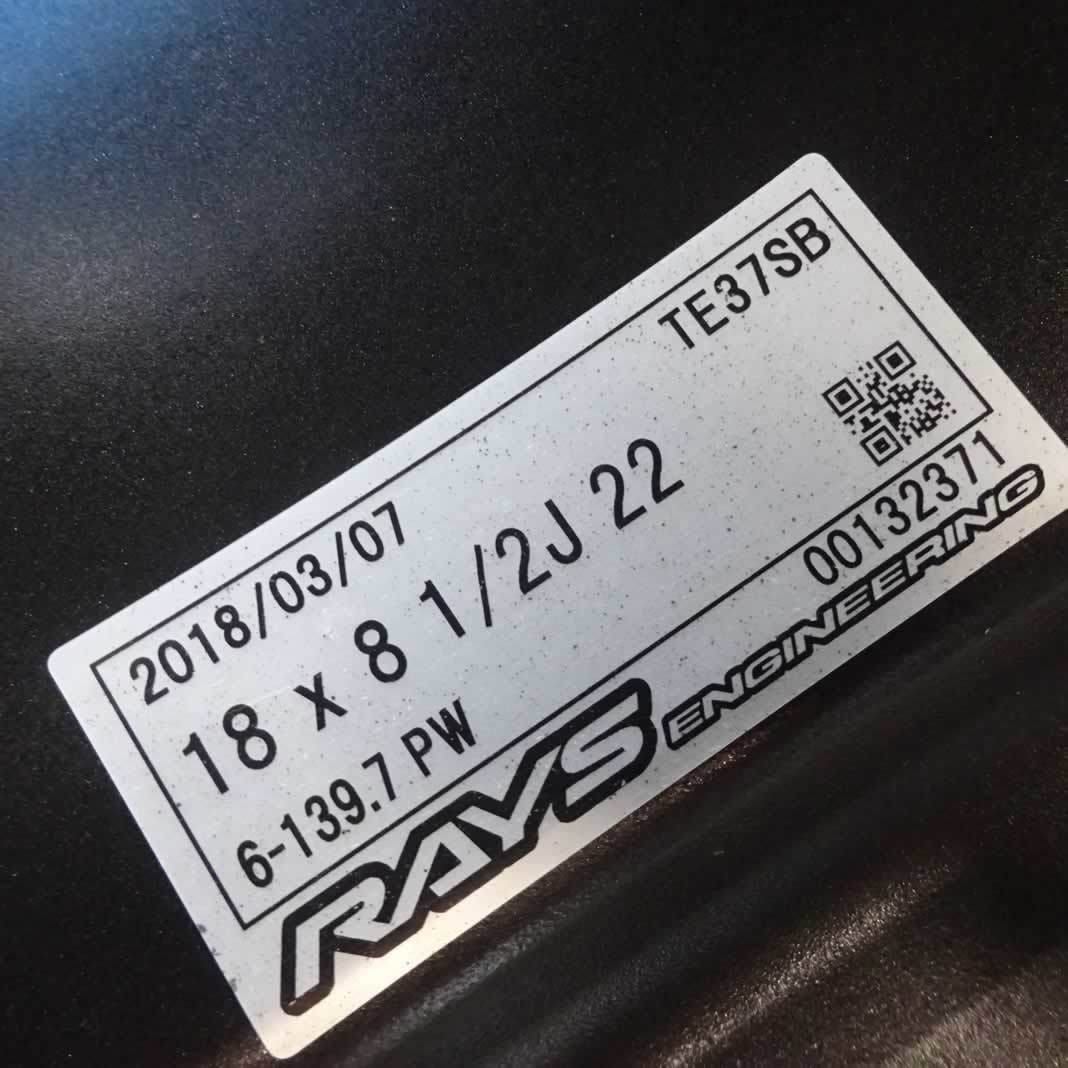 TE37SB
2018/03/07
18 x 8 1/2J 22
6-139.7 PW
00132371
RAYS ENGINEERING